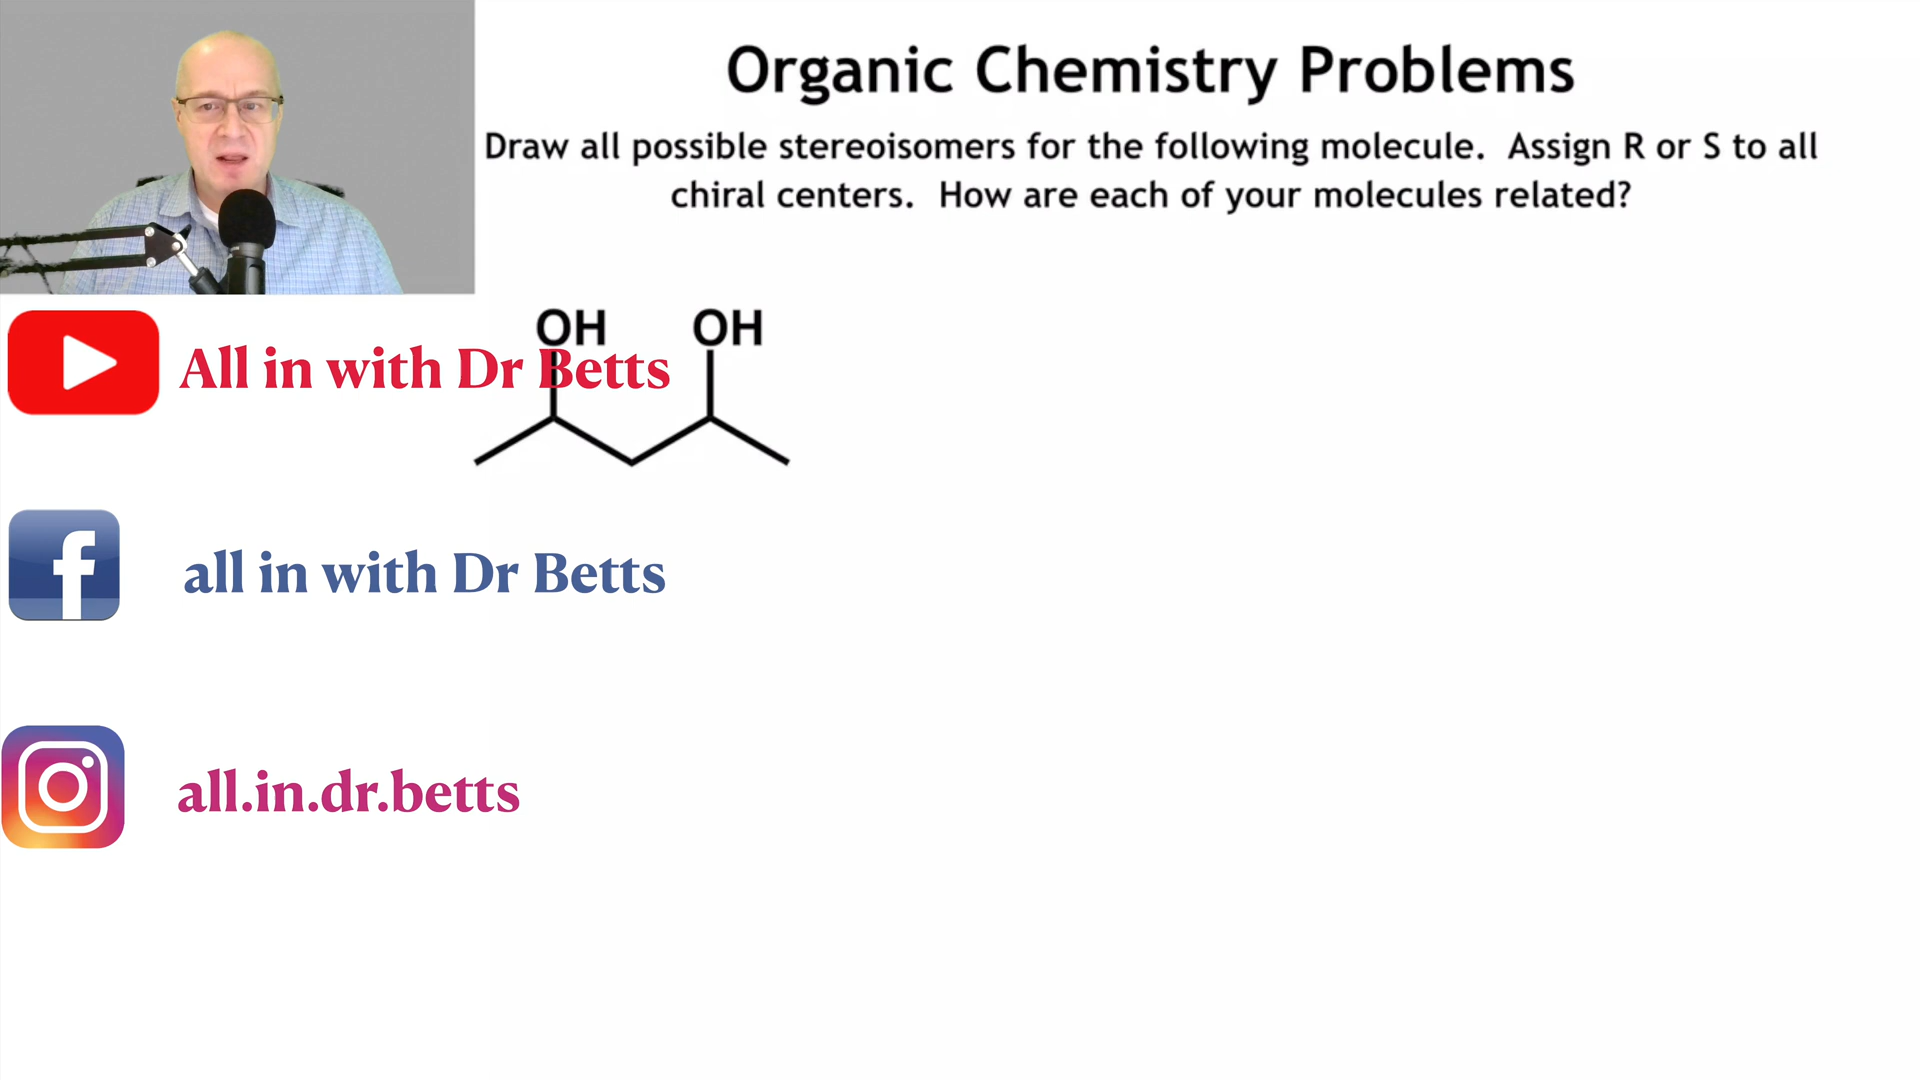 Organic Chemistry Problems
Draw all possible stereoisomers for the following molecule. Assign R or S to all
chiral centers. How are each of your molecules related?
OH OH
All in with Dr Betts
all in with Dr Betts
all.in.dr.betts